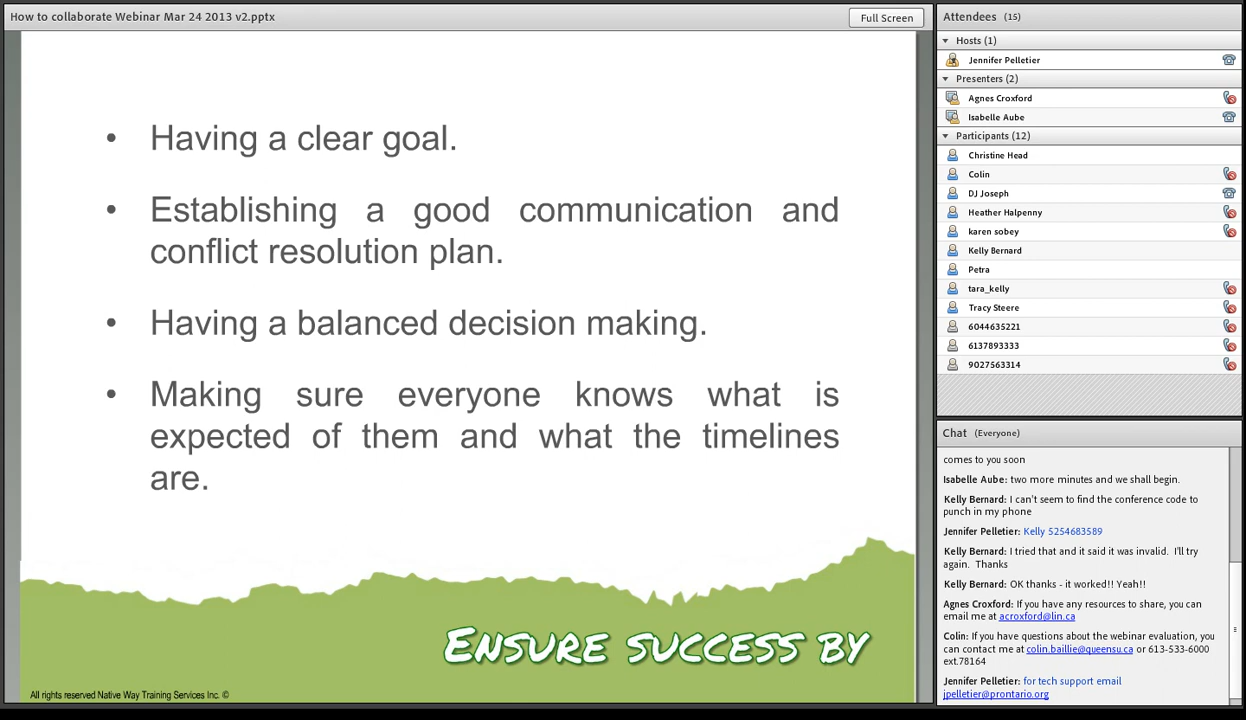 How to collaborate Webinar Mar 24 2013 v2.pptx
Full Screen
• Having a clear goal.
• Establishing a good communication and
conflict resolution plan.
• Having a balanced decision making.
• Making sure everyone knows what is
expected of them and what the timelines
are.
Ensure success by
All rights reserved Native Way Training Services Inc. ©
Attendees (15)
Hosts (1)
Jennifer Pelletier
Presenters (2)
Agnes Croxford
Isabelle Aube
Participants (12)
Christine Head
Colin
DJ Joseph
Heather Halpenny
karen sobey
Kelly Bernard
Petra
tara_kelly
Tracy Steere
6044635221
6137893333
9027563314
Chat (Everyone)
comes to you soon
Isabelle Aube: two more minutes and we shall begin.
Kelly Bernard: I can't seem to find the conference code to
punch in my phone
Jennifer Pelletier: Kelly 5254683589
Kelly Bernard: I tried that and it said it was invalid. I'll try
again. Thanks
Kelly Bernard: OK thanks - it worked!! Yeah!!
Agnes Croxford: If you have any resources to share, you can
email me at acroxford@lin.ca
Colin: If you have questions about the webinar evaluation, you
can contact me at colin.baillie@queensu.ca or 613-533-6000
ext.78164
Jennifer Pelletier: for tech support email
jpelletier@prontario.org